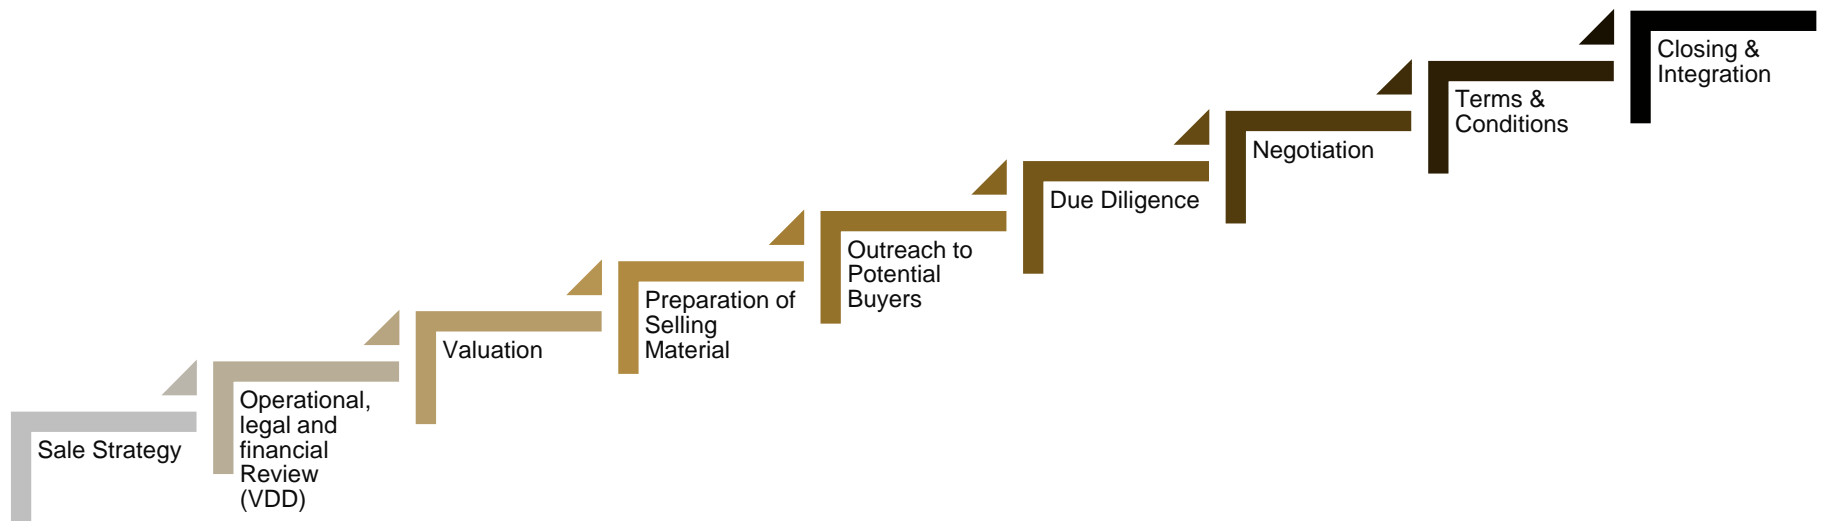 Sale Strategy
Operational,
legal and
financial
Review
(VDD)
Valuation
Preparation of
Selling
Material
Outreach to
Potential
Buyers
Due Diligence
Negotiation
Terms &
Conditions
Closing &
Integration